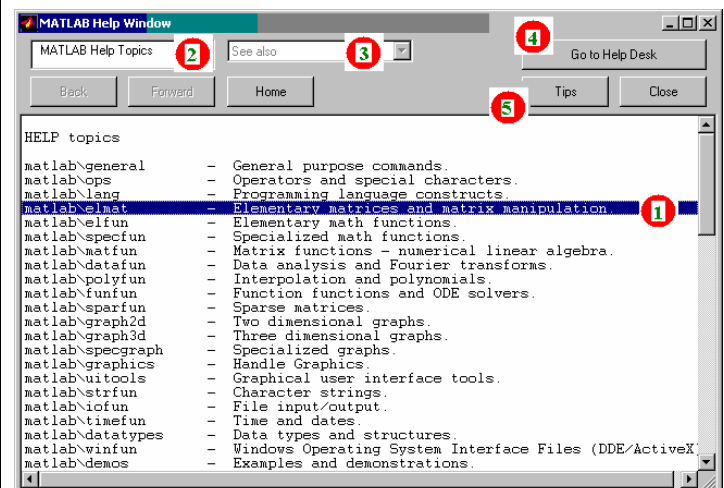 MATLAB Help Window
4
MATLAB Help Topics 2 See also 3 Go to Help Desk
Back Forward Home 5 Tips Close
HELP topics
matlab\general - General purpose commands.
matlab\ops - Operators and special characters.
matlab\lang - Programming language constructs.
matlab\elmat - Elementary matrices and matrix manipulation. 1
matlab\elfun - Elementary math functions.
matlab\specfun - Specialized math functions.
matlab\matfun - Matrix functions - numerical linear algebra.
matlab\datafun - Data analysis and Fourier transforms.
matlab\polyfun - Interpolation and polynomials.
matlab\funfun - Function functions and ODE solvers.
matlab\sparfun - Sparse matrices.
matlab\graph2d - Two dimensional graphs.
matlab\graph3d - Three dimensional graphs.
matlab\specgraph - Specialized graphs.
matlab\graphics - Handle Graphics.
matlab\uitools - Graphical user interface tools.
matlab\strfun - Character strings.
matlab\iofun - File input/output.
matlab\timefun - Time and dates.
matlab\datatypes - Data types and structures.
matlab\winfun - Windows Operating System Interface Files (DDE/ActiveX)
matlab\demos - Examples and demonstrations.